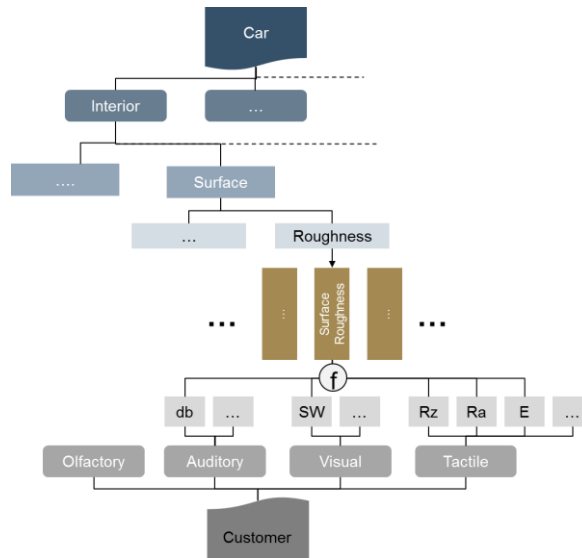 Car
Interior
...
....
Surface
...
Roughness
...
...
Surface
Roughness
...
...
f
db
...
SW
...
Rz
Ra
E
...
Olfactory
Auditory
Visual
Tactile
Customer